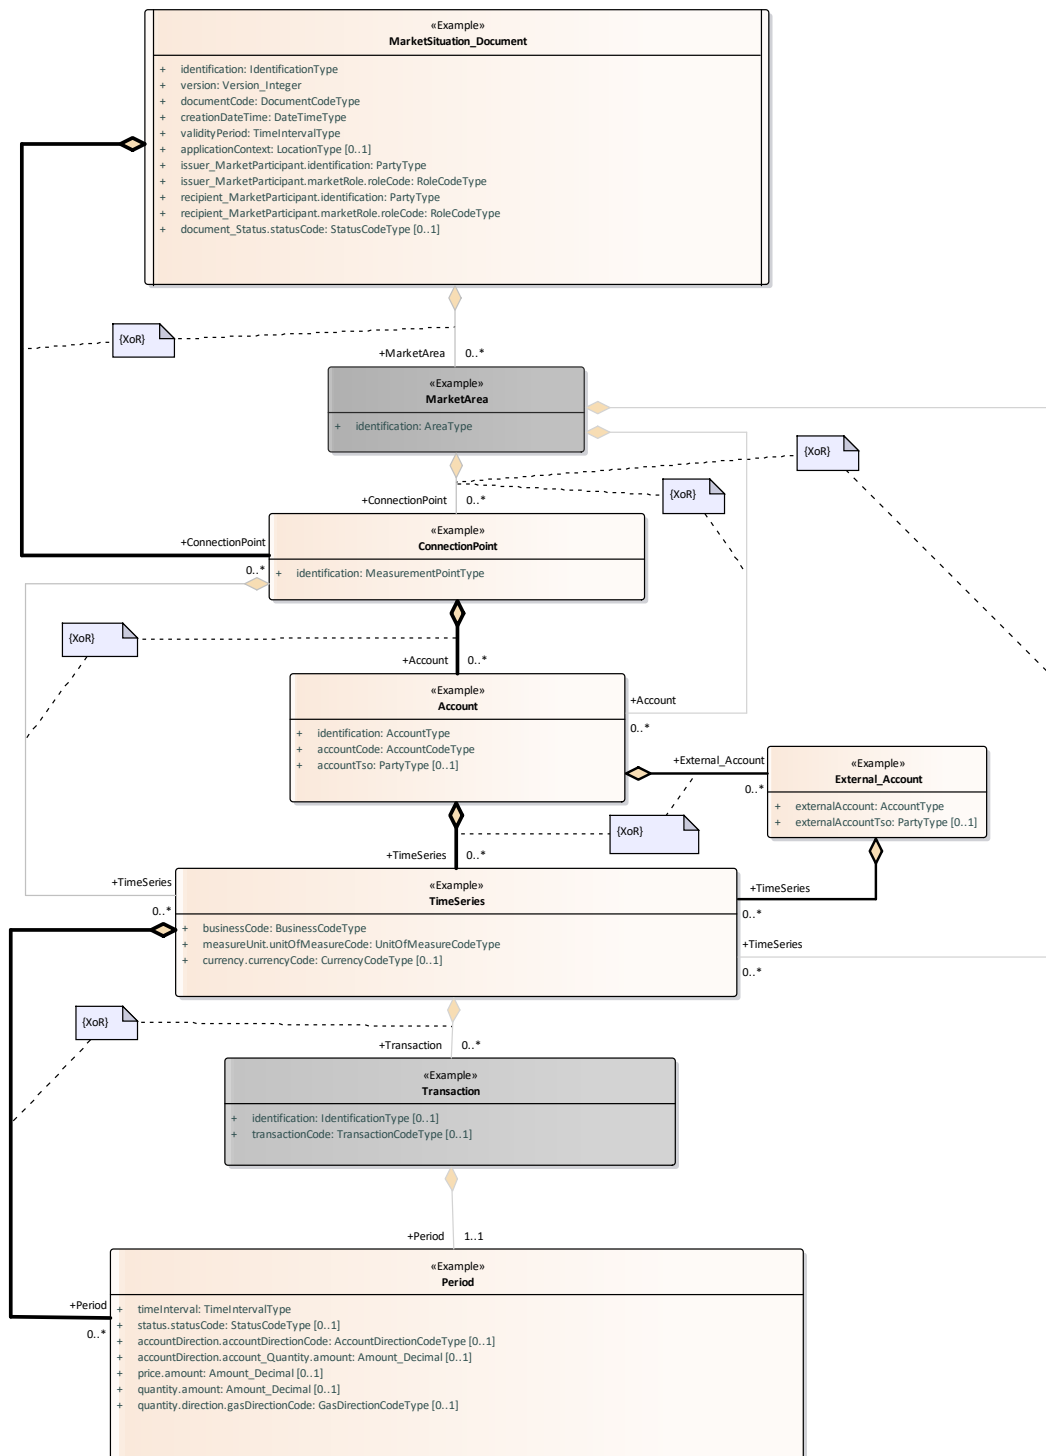 «Example»
MarketSituation_Document
+ identification: IdentificationType
+ version: Version_Integer
+ documentCode: DocumentCodeType
+ creationDateTime: DateTimeType
+ validityPeriod: TimeIntervalType
+ applicationContext: LocationType [0..1]
+ issuer_MarketParticipant.identification: PartyType
+ issuer_MarketParticipant.marketRole.roleCode: RoleCodeType
+ recipient_MarketParticipant.identification: PartyType
+ recipient_MarketParticipant.marketRole.roleCode: RoleCodeType
+ document_Status.statusCode: StatusCodeType [0..1]
{XoR}
+MarketArea 0..*
«Example»
MarketArea
+ identification: AreaType
{XoR}
{XoR}
+ConnectionPoint 0..*
«Example»
ConnectionPoint
+ConnectionPoint
0..*
+ identification: MeasurementPointType
{XoR}
+Account 0..*
«Example»
Account
+Account
0..*
+ identification: AccountType
+ accountCode: AccountCodeType
+ accountTso: PartyType [0..1]
+External_Account
0..*
«Example»
External_Account
+ externalAccount: AccountType
+ externalAccountTso: PartyType [0..1]
{XoR}
+TimeSeries 0..*
+TimeSeries
0..*
«Example»
TimeSeries
+TimeSeries
0..*
+ businessCode: BusinessCodeType
+ measureUnit.unitOfMeasureCode: UnitOfMeasureCodeType
+ currency.currencyCode: CurrencyCodeType [0..1]
+TimeSeries
0..*
{XoR}
+Transaction 0..*
«Example»
Transaction
+ identification: IdentificationType [0..1]
+ transactionCode: TransactionCodeType [0..1]
+Period 1..1
«Example»
Period
+Period
0..*
+ timeInterval: TimeIntervalType
+ status.statusCode: StatusCodeType [0..1]
+ accountDirection.accountDirectionCode: AccountDirectionCodeType [0..1]
+ accountDirection.account_Quantity.amount: Amount_Decimal [0..1]
+ price.amount: Amount_Decimal [0..1]
+ quantity.amount: Amount_Decimal [0..1]
+ quantity.direction.gasDirectionCode: GasDirectionCodeType [0..1]